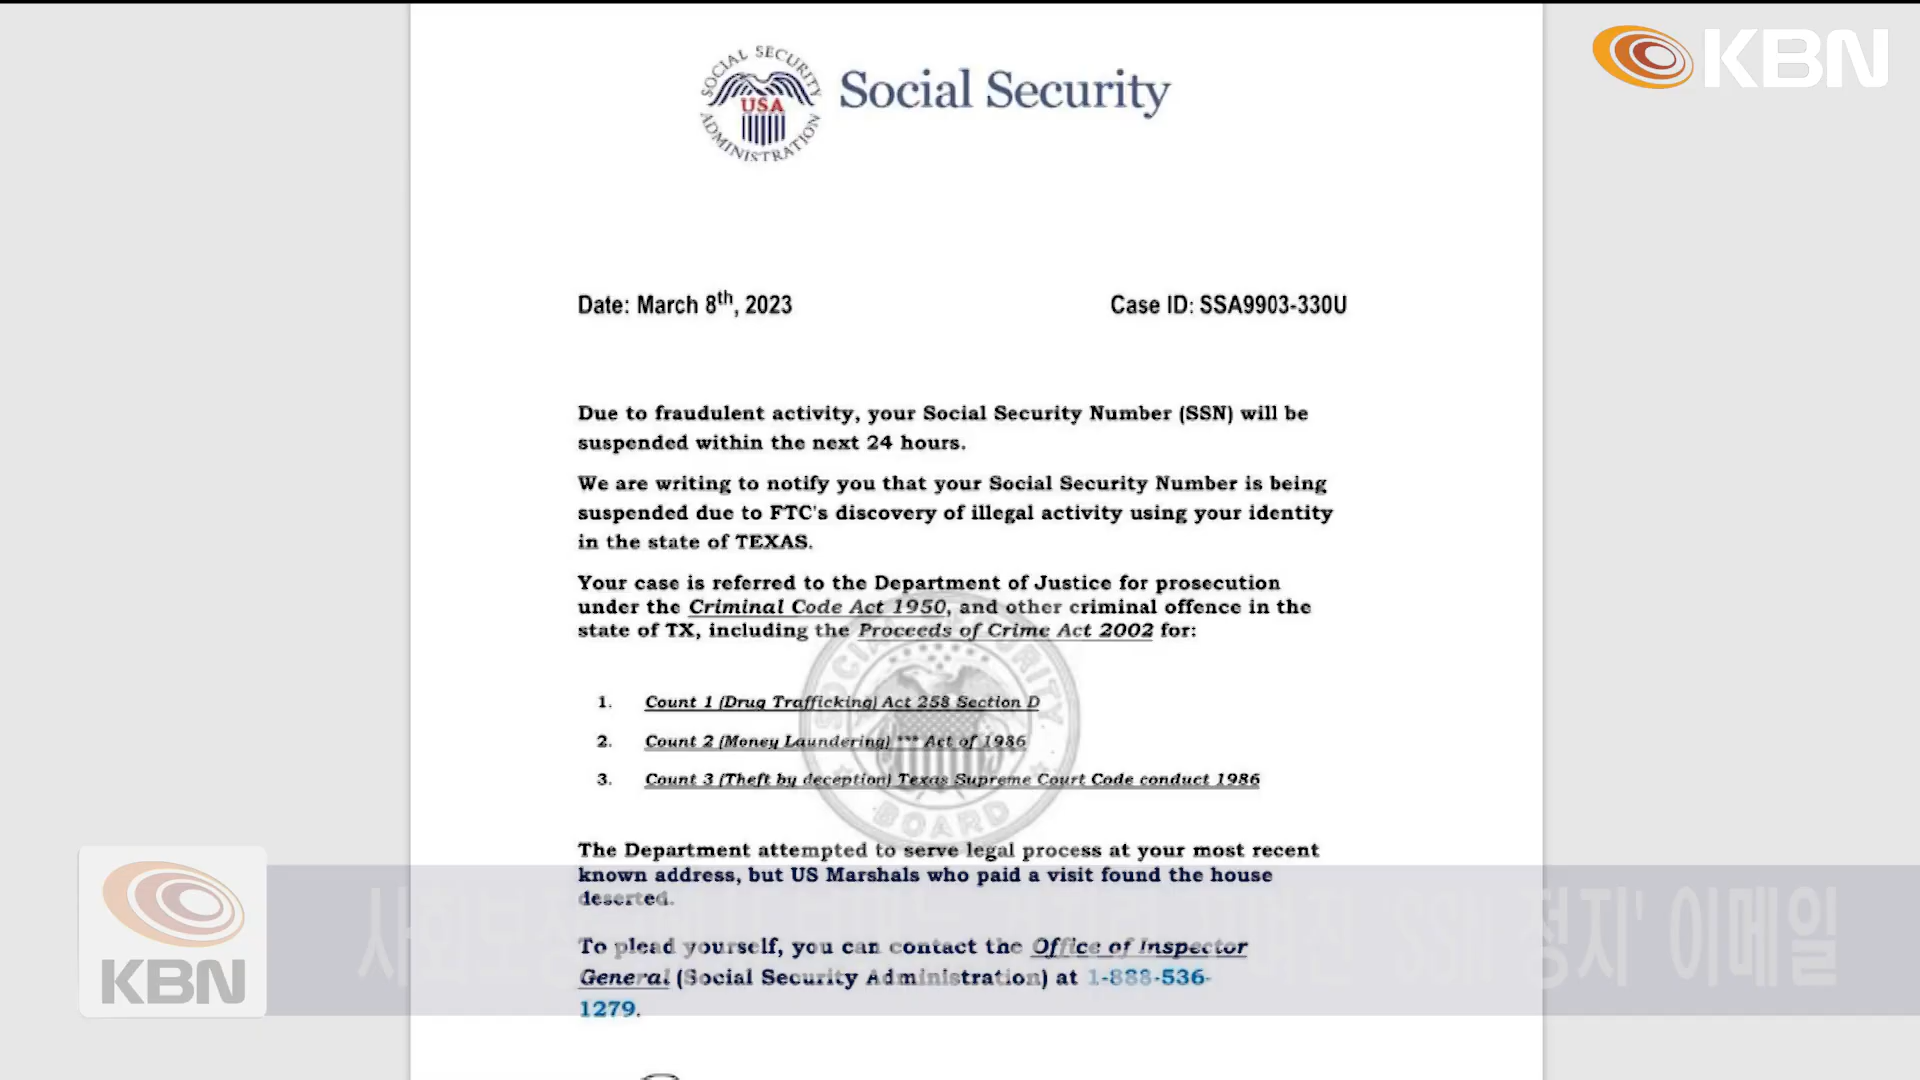 KBN
SOCIAL SECURITY ADMINISTRATION
USA
Social Security
Date: March 8th, 2023
Case ID: SSA9903-330U
Due to fraudulent activity, your Social Security Number (SSN) will be
suspended within the next 24 hours.
We are writing to notify you that your Social Security Number is being
suspended due to FTC's discovery of illegal activity using your identity
in the state of TEXAS.
Your case is referred to the Department of Justice for prosecution
under the Criminal Code Act 1950, and other criminal offence in the
state of TX, including the Proceeds of Crime Act 2002 for:
SOCIAL SECURITY BOARD
1. Count 1 (Drug Trafficking) Act 258 Section D
2. Count 2 (Money Laundering) *** Act of 1986
3. Count 3 (Theft by deception) Texas Supreme Court Code conduct 1986
The Department attempted to serve legal process at your most recent
known address, but US Marshals who paid a visit found the house
deserted.
To plead yourself, you can contact the Office of Inspector
General (Social Security Administration) at 1-888-536-
1279.
KBN
'SSN 정지' 이메일